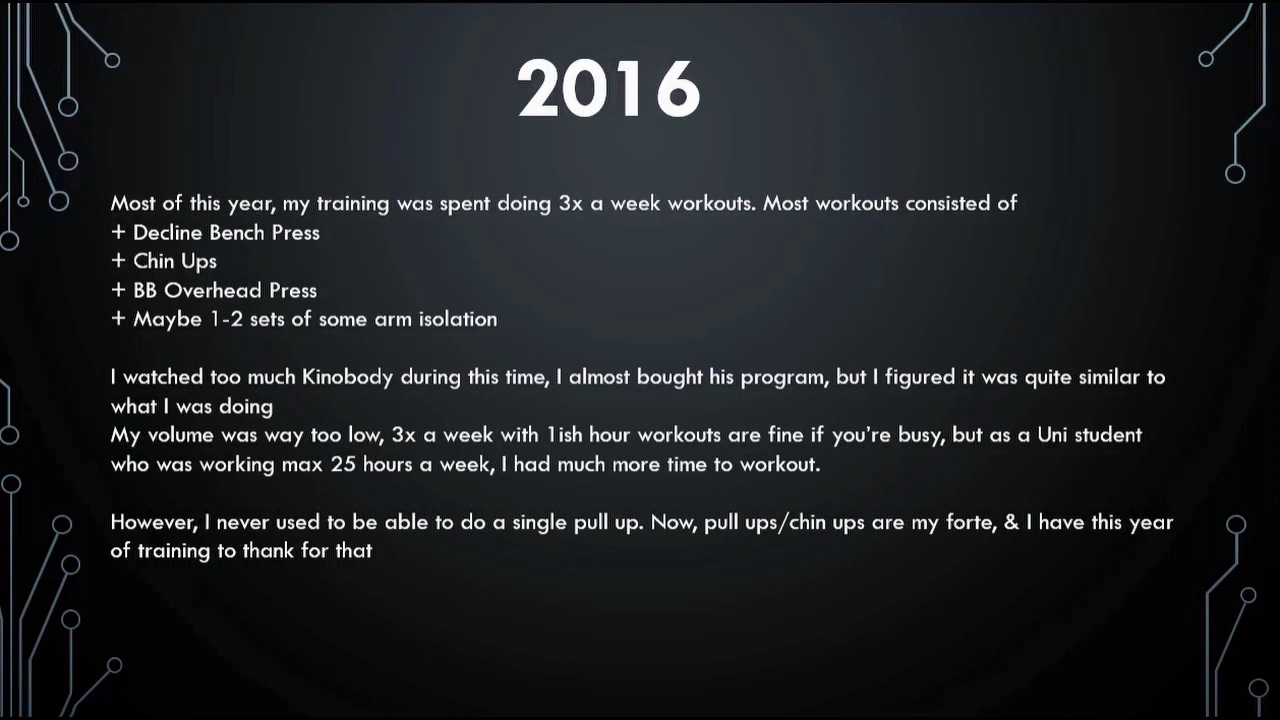 2016
Most of this year, my training was spent doing 3x a week workouts. Most workouts consisted of
+ Decline Bench Press
+ Chin Ups
+ BB Overhead Press
+ Maybe 1-2 sets of some arm isolation
I watched too much Kinobody during this time, I almost bought his program, but I figured it was quite similar to
what I was doing
My volume was way too low, 3x a week with 1ish hour workouts are fine if you're busy, but as a Uni student
who was working max 25 hours a week, I had much more time to workout.
However, I never used to be able to do a single pull up. Now, pull ups/chin ups are my forte, & I have this year
of training to thank for that